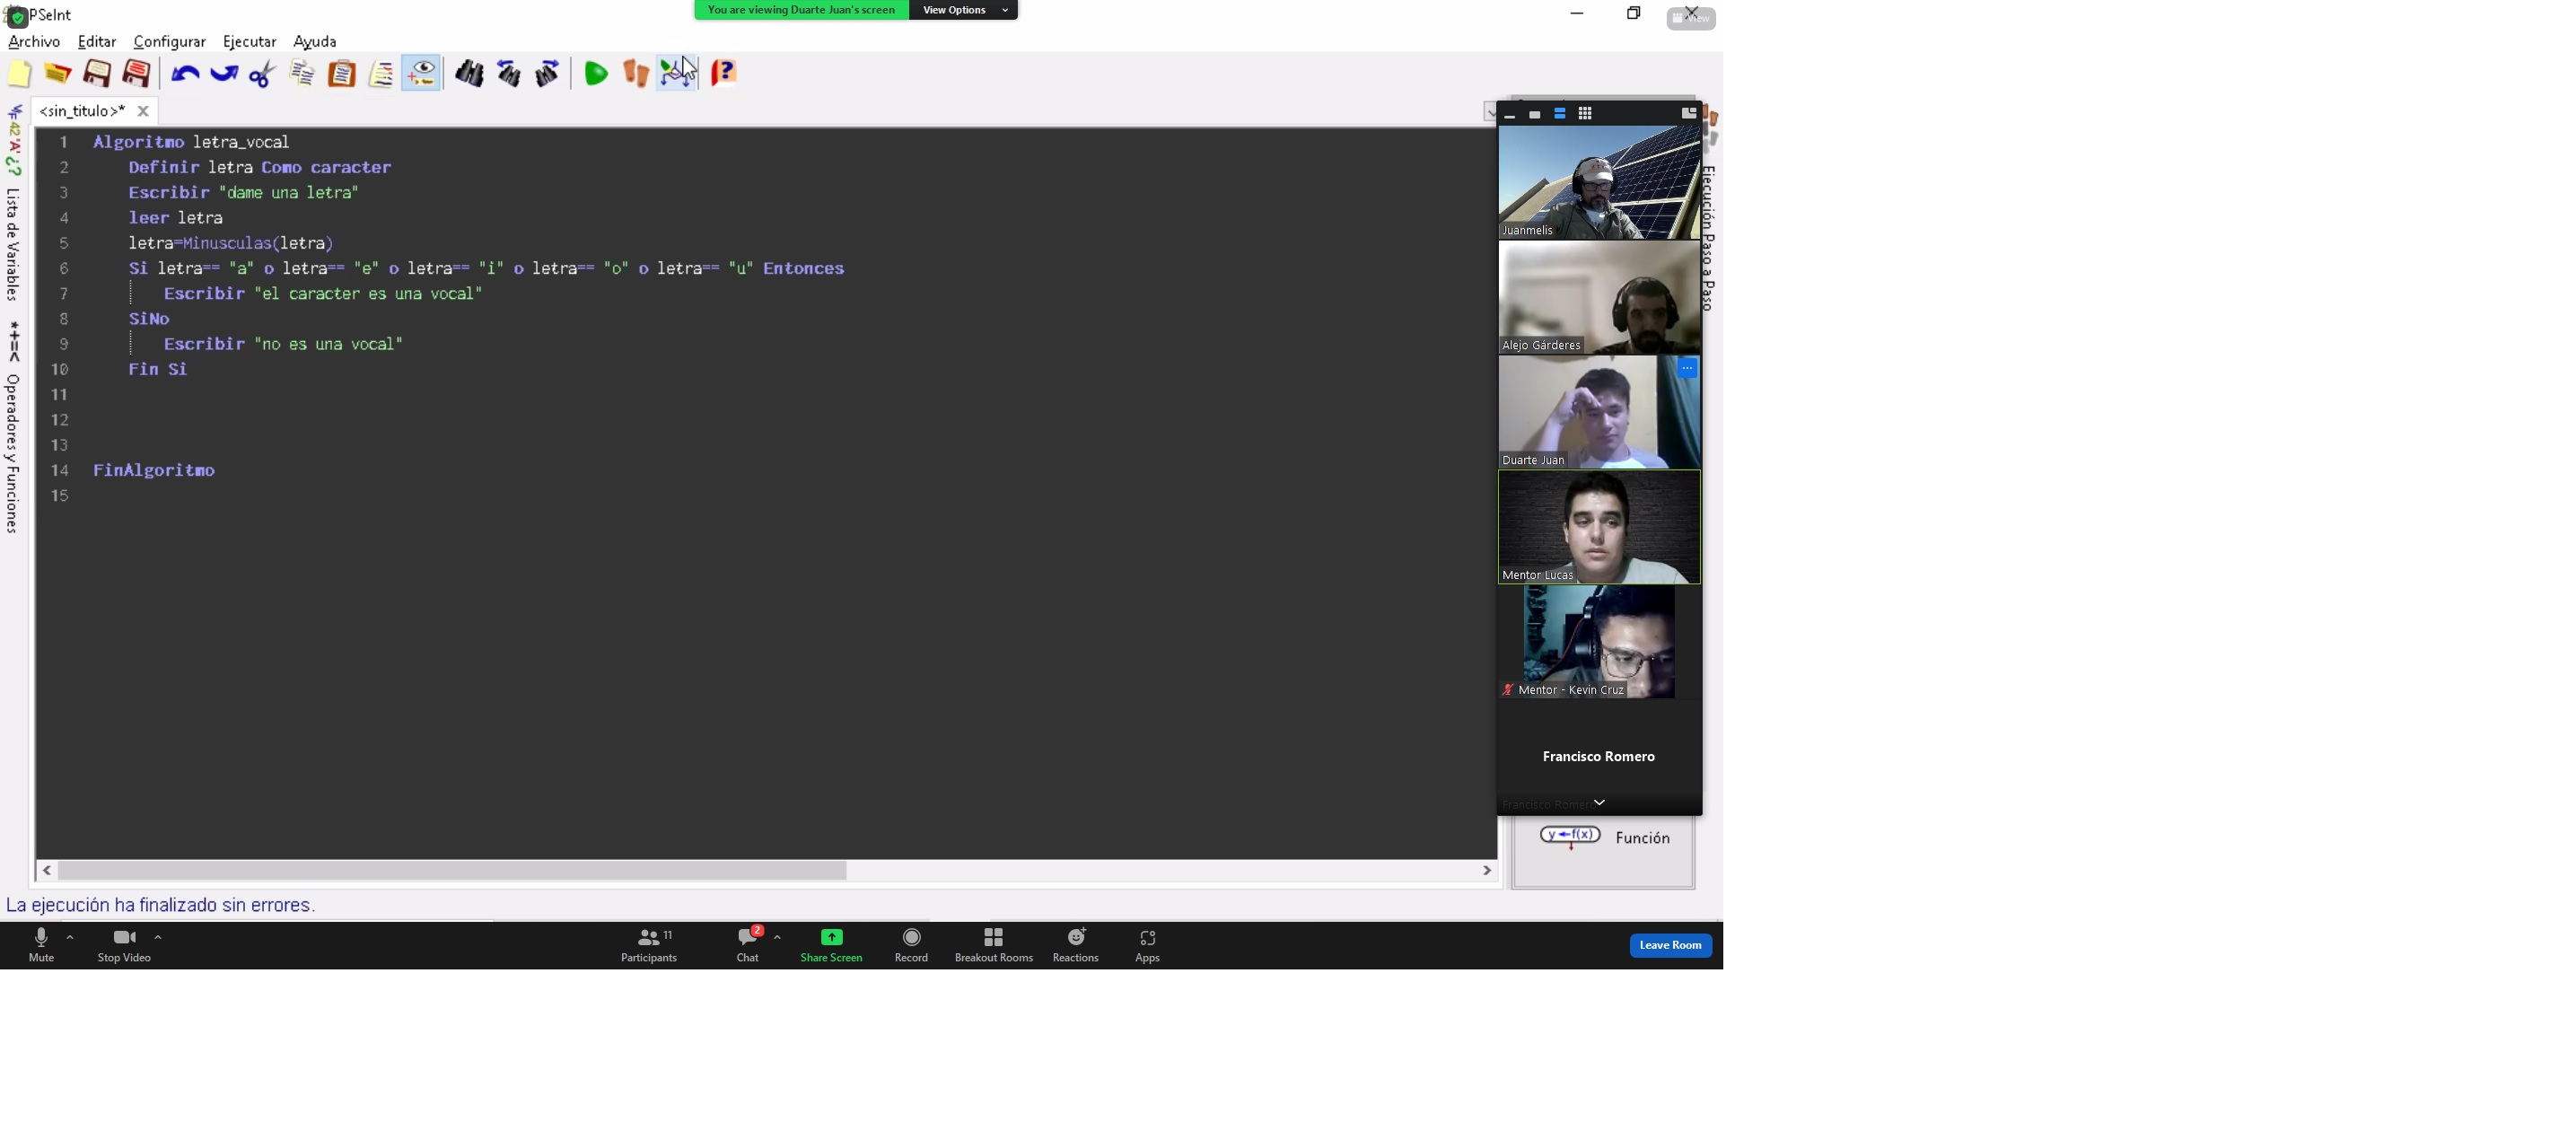 PSeInt
You are viewing Duarte Juan's screen View Options
View
Archivo Editar Configurar Ejecutar Ayuda
<sin_titulo>*
Lista de Variables
*+=< Operadores y Funciones
1 Algoritmo letra_vocal
2 Definir letra Como caracter
3 Escribir "dame una letra"
4 leer letra
5 letra=Minusculas(letra)
6 Si letra== "a" o letra== "e" o letra== "i" o letra== "o" o letra== "u" Entonces
7 Escribir "el caracter es una vocal"
8 SiNo
9 Escribir "no es una vocal"
10 Fin Si
11
12
13
14 FinAlgoritmo
15
Juanmelis
Alejo Gárderes
Duarte Juan
Mentor Lucas
Mentor - Kevin Cruz
Francisco Romero
Francisco Romero
Ejecución Paso a Paso
y←f(x) Función
La ejecución ha finalizado sin errores.
Mute
Stop Video
11
Participants
2
Chat
Share Screen
Record
Breakout Rooms
Reactions
Apps
Leave Room